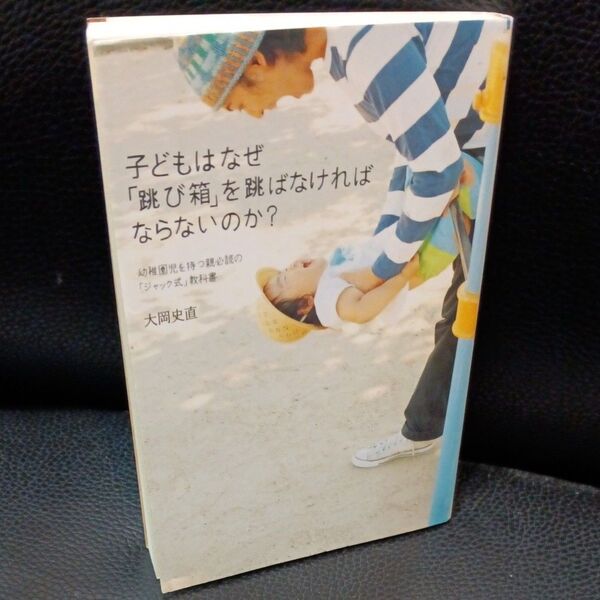 子どもはなぜ
「跳び箱」を跳ばなければ
ならないのか？
幼稚園児を持つ親必読の
「ジャック式」教科書
大岡史直